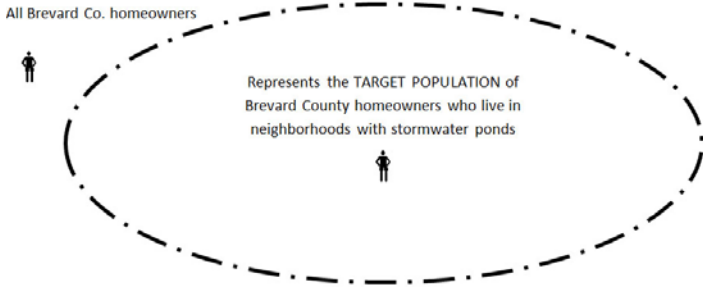 All Brevard Co. homeowners
Represents the TARGET POPULATION of
Brevard County homeowners who live in
neighborhoods with stormwater ponds